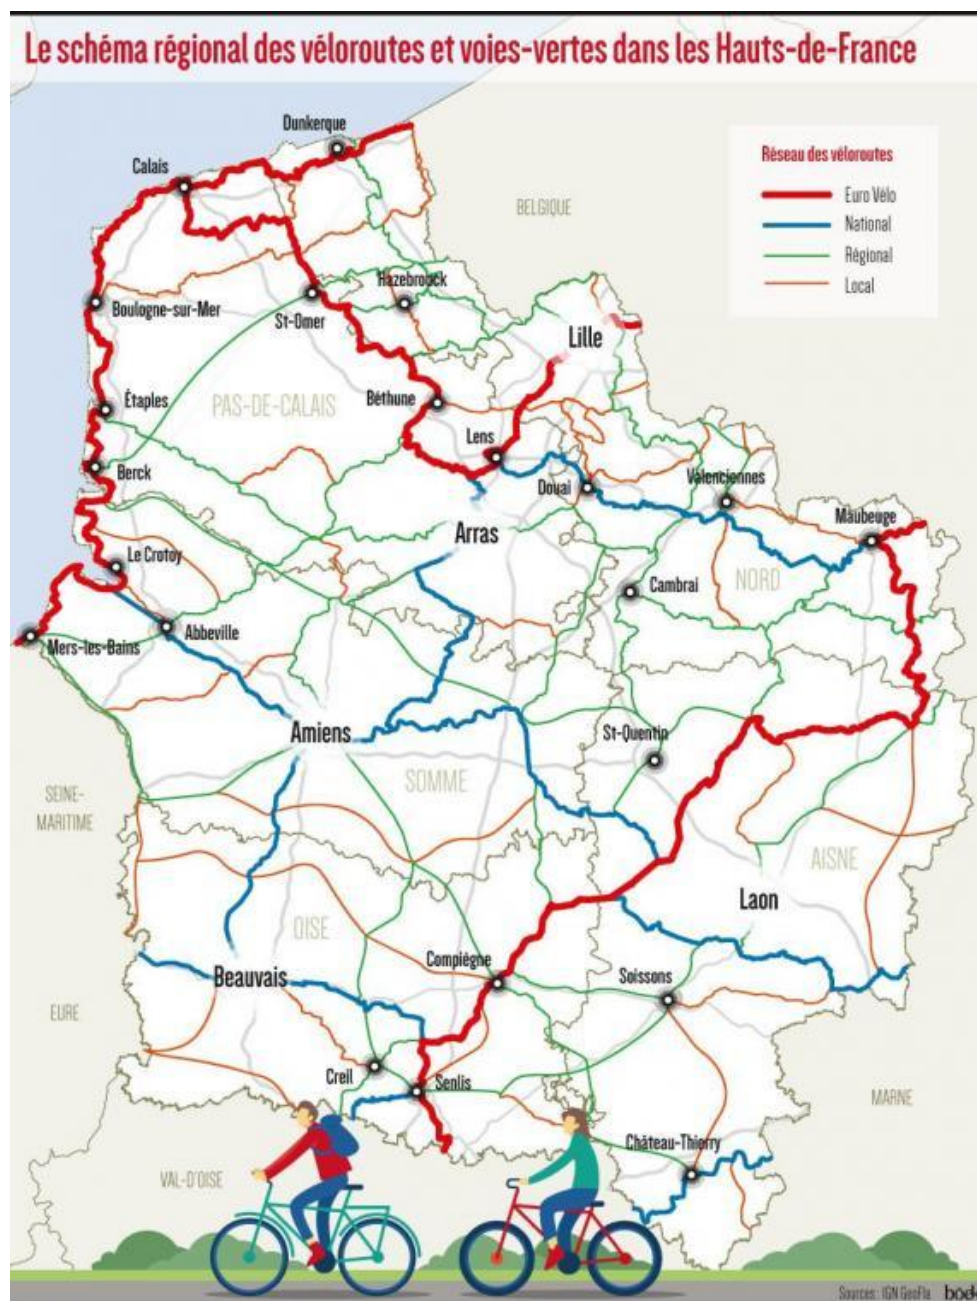 Le schéma régional des véloroutes et voies-vertes dans les Hauts-de-France
Dunkerque
Calais
Réseau des véloroutes
Euro Vélo
National
Régional
Local
BELGIQUE
Hazebrouck
Boulogne-sur-Mer
St-Omer
Lille
Étaples
PAS-DE-CALAIS
Béthune
Lens
Berck
Douai
Valenciennes
Maubeuge
Arras
Le Crotoy
NORD
Cambrai
Abbeville
Mers-les-Bains
Amiens
St-Quentin
SOMME
SEINE-
MARITIME
AISNE
Laon
OISE
Compiègne
Beauvais
Soissons
EURE
Creil
Senlis
MARNE
Château-Thierry
VAL-D'OISE
Sources: IGN GeoFla